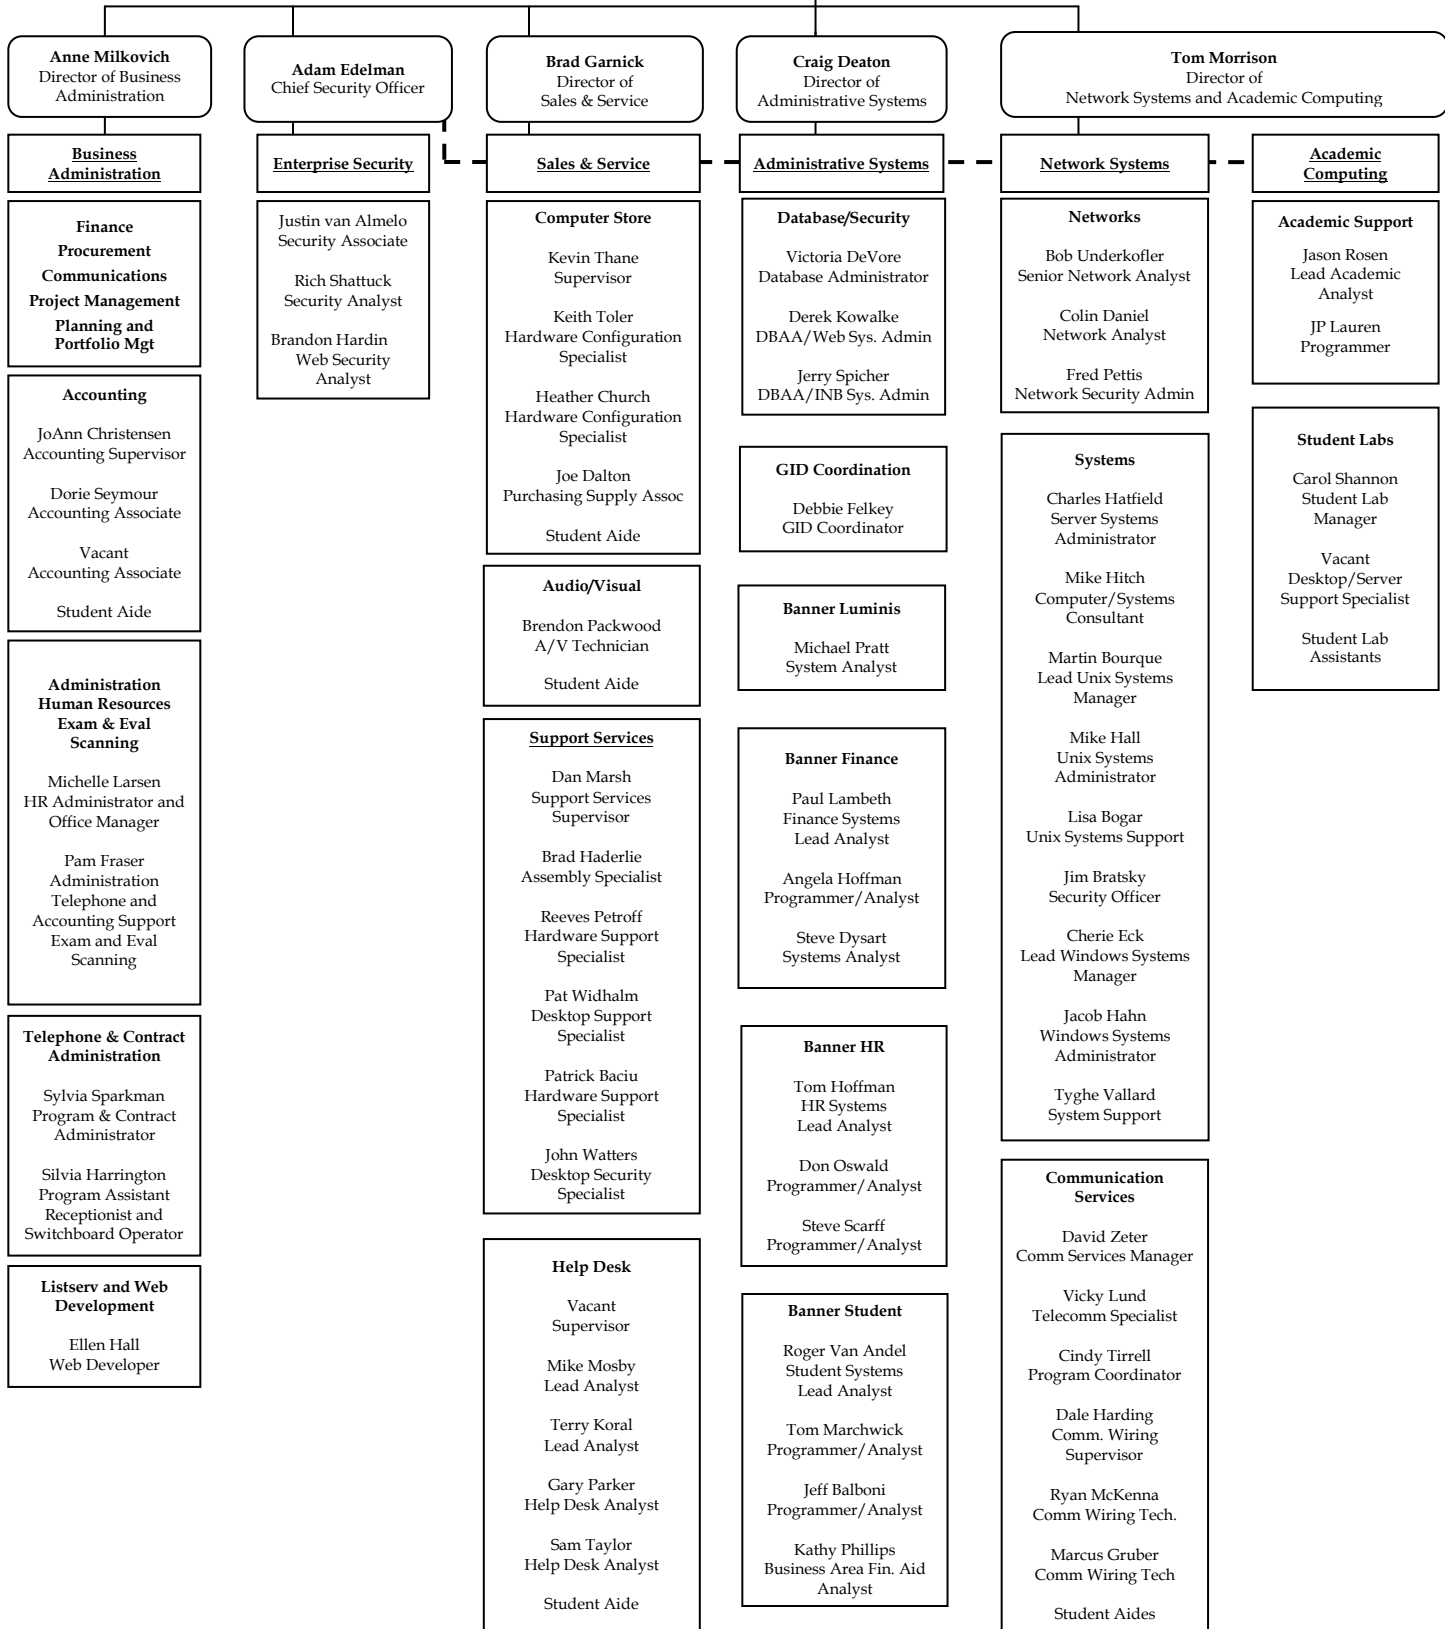 Anne Milkovich
Director of Business
Administration
Adam Edelman
Chief Security Officer
Brad Garnick
Director of
Sales & Service
Craig Deaton
Director of
Administrative Systems
Tom Morrison
Director of
Network Systems and Academic Computing
Business
Administration
Finance
Procurement
Communications
Project Management
Planning and
Portfolio Mgt
Accounting
JoAnn Christensen
Accounting Supervisor
Dorie Seymour
Accounting Associate
Vacant
Accounting Associate
Student Aide
Administration
Human Resources
Exam & Eval
Scanning
Michelle Larsen
HR Administrator and
Office Manager
Pam Fraser
Administration
Telephone and
Accounting Support
Exam and Eval
Scanning
Telephone & Contract
Administration
Sylvia Sparkman
Program & Contract
Administrator
Silvia Harrington
Program Assistant
Receptionist and
Switchboard Operator
Listserv and Web
Development
Ellen Hall
Web Developer
Enterprise Security
Justin van Almelo
Security Associate
Rich Shattuck
Security Analyst
Brandon Hardin
Web Security
Analyst
Sales & Service
Computer Store
Kevin Thane
Supervisor
Keith Toler
Hardware Configuration
Specialist
Heather Church
Hardware Configuration
Specialist
Joe Dalton
Purchasing Supply Assoc
Student Aide
Audio/Visual
Brendon Packwood
A/V Technician
Student Aide
Support Services
Dan Marsh
Support Services
Supervisor
Brad Haderlie
Assembly Specialist
Reeves Petroff
Hardware Support
Specialist
Pat Widhalm
Desktop Support
Specialist
Patrick Baciu
Hardware Support
Specialist
John Watters
Desktop Security
Specialist
Help Desk
Vacant
Supervisor
Mike Mosby
Lead Analyst
Terry Koral
Lead Analyst
Gary Parker
Help Desk Analyst
Sam Taylor
Help Desk Analyst
Student Aide
Administrative Systems
Database/Security
Victoria DeVore
Database Administrator
Derek Kowalke
DBAA/Web Sys. Admin
Jerry Spicher
DBAA/INB Sys. Admin
GID Coordination
Debbie Felkey
GID Coordinator
Banner Luminis
Michael Pratt
System Analyst
Banner Finance
Paul Lambeth
Finance Systems
Lead Analyst
Angela Hoffman
Programmer/Analyst
Steve Dysart
Systems Analyst
Banner HR
Tom Hoffman
HR Systems
Lead Analyst
Don Oswald
Programmer/Analyst
Steve Scarff
Programmer/Analyst
Banner Student
Roger Van Andel
Student Systems
Lead Analyst
Tom Marchwick
Programmer/Analyst
Jeff Balboni
Programmer/Analyst
Kathy Phillips
Business Area Fin. Aid
Analyst
Network Systems
Networks
Bob Underkofler
Senior Network Analyst
Colin Daniel
Network Analyst
Fred Pettis
Network Security Admin
Systems
Charles Hatfield
Server Systems
Administrator
Mike Hitch
Computer/Systems
Consultant
Martin Bourque
Lead Unix Systems
Manager
Mike Hall
Unix Systems
Administrator
Lisa Bogar
Unix Systems Support
Jim Bratsky
Security Officer
Cherie Eck
Lead Windows Systems
Manager
Jacob Hahn
Windows Systems
Administrator
Tyghe Vallard
System Support
Communication
Services
David Zeter
Comm Services Manager
Vicky Lund
Telecomm Specialist
Cindy Tirrell
Program Coordinator
Dale Harding
Comm. Wiring
Supervisor
Ryan McKenna
Comm Wiring Tech.
Marcus Gruber
Comm Wiring Tech
Student Aides
Academic
Computing
Academic Support
Jason Rosen
Lead Academic
Analyst
JP Lauren
Programmer
Student Labs
Carol Shannon
Student Lab
Manager
Vacant
Desktop/Server
Support Specialist
Student Lab
Assistants